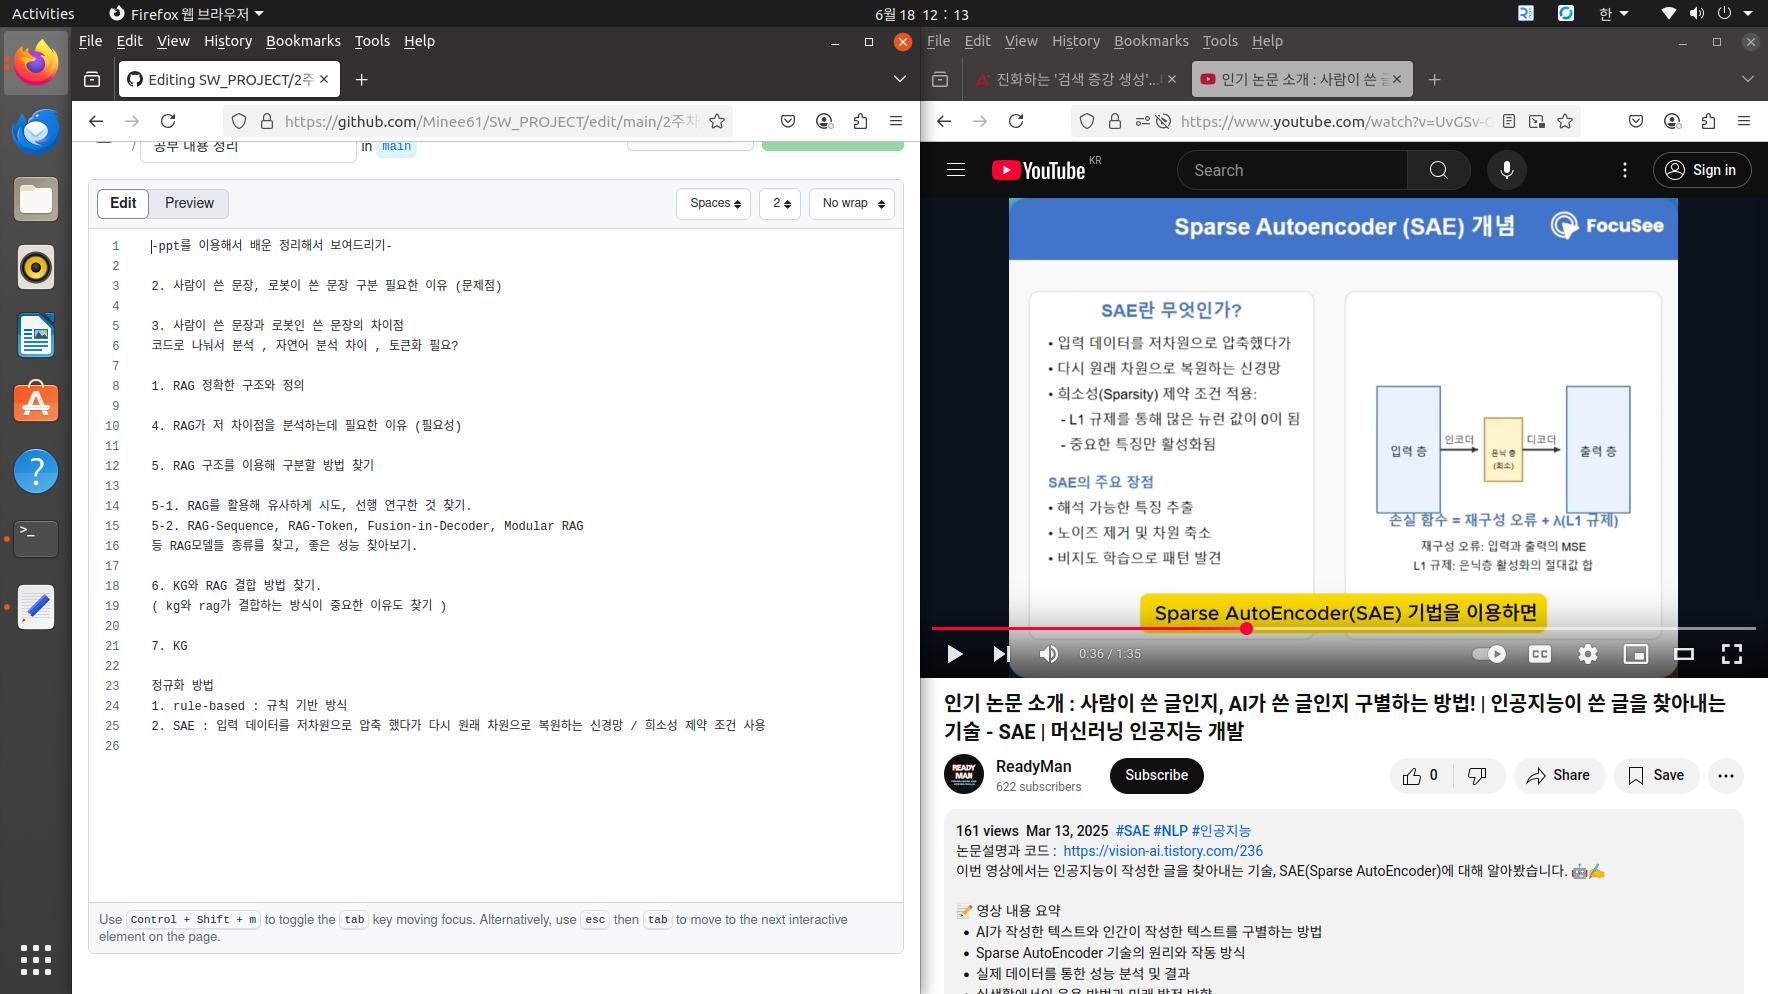 Activities
Firefox 웹 브라우저
6월 18 12 : 13
한
File Edit View History Bookmarks Tools Help
Editing SW_PROJECT/2주
https://github.com/Minee61/SW_PROJECT/edit/main/2주차
/ 공부 내용 정리 in main
Edit Preview
Spaces 2 No wrap
1 -ppt를 이용해서 배운 정리해서 보여드리기-
2
3 2. 사람이 쓴 문장, 로봇이 쓴 문장 구분 필요한 이유 (문제점)
4
5 3. 사람이 쓴 문장과 로봇인 쓴 문장의 차이점
6 코드로 나눠서 분석 , 자연어 분석 차이 , 토큰화 필요?
7
8 1. RAG 정확한 구조와 정의
9
10 4. RAG가 저 차이점을 분석하는데 필요한 이유 (필요성)
11
12 5. RAG 구조를 이용해 구분할 방법 찾기
13
14 5-1. RAG를 활용해 유사하게 시도, 선행 연구한 것 찾기.
15 5-2. RAG-Sequence, RAG-Token, Fusion-in-Decoder, Modular RAG
16 등 RAG모델들 종류를 찾고, 좋은 성능 찾아보기.
17
18 6. KG와 RAG 결합 방법 찾기.
19 ( kg와 rag가 결합하는 방식이 중요한 이유도 찾기 )
20
21 7. KG
22
23 정규화 방법
24 1. rule-based : 규칙 기반 방식
25 2. SAE : 입력 데이터를 저차원으로 압축 했다가 다시 원래 차원으로 복원하는 신경망 / 희소성 제약 조건 사용
26
Use Control + Shift + m to toggle the tab key moving focus. Alternatively, use esc then tab to move to the next interactive
element on the page.
File Edit View History Bookmarks Tools Help
진화하는 '검색 증강 생성'...
인기 논문 소개 : 사람이 쓴 글
https://www.youtube.com/watch?v=UvGSv-C
YouTube KR
Search
Sign in
Sparse Autoencoder (SAE) 개념
FocuSee
SAE란 무엇인가?
• 입력 데이터를 저차원으로 압축했다가
• 다시 원래 차원으로 복원하는 신경망
• 희소성(Sparsity) 제약 조건 적용:
- L1 규제를 통해 많은 뉴런 값이 0이 됨
- 중요한 특징만 활성화됨
SAE의 주요 장점
• 해석 가능한 특징 추출
• 노이즈 제거 및 차원 축소
• 비지도 학습으로 패턴 발견
입력 층
인코더
은닉 층
(희소)
디코더
출력 층
손실 함수 = 재구성 오류 + λ(L1 규제)
재구성 오류: 입력과 출력의 MSE
L1 규제: 은닉층 활성화의 절대값 합
Sparse AutoEncoder(SAE) 기법을 이용하면
0:36 / 1:35
CC
인기 논문 소개 : 사람이 쓴 글인지, AI가 쓴 글인지 구별하는 방법! | 인공지능이 쓴 글을 찾아내는
기술 - SAE | 머신러닝 인공지능 개발
READY
MAN
ReadyMan
622 subscribers
Subscribe
0
Share
Save
161 views Mar 13, 2025 #SAE #NLP #인공지능
논문설명과 코드 : https://vision-ai.tistory.com/236
이번 영상에서는 인공지능이 작성한 글을 찾아내는 기술, SAE(Sparse AutoEncoder)에 대해 알아봤습니다. 🤖✍️
📝 영상 내용 요약
• AI가 작성한 텍스트와 인간이 작성한 텍스트를 구별하는 방법
• Sparse AutoEncoder 기술의 원리와 작동 방식
• 실제 데이터를 통한 성능 분석 및 결과